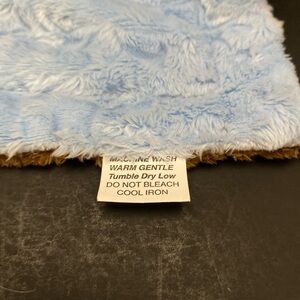 MACHINE WASH
WARM GENTLE
Tumble Dry Low
DO NOT BLEACH
COOL IRON